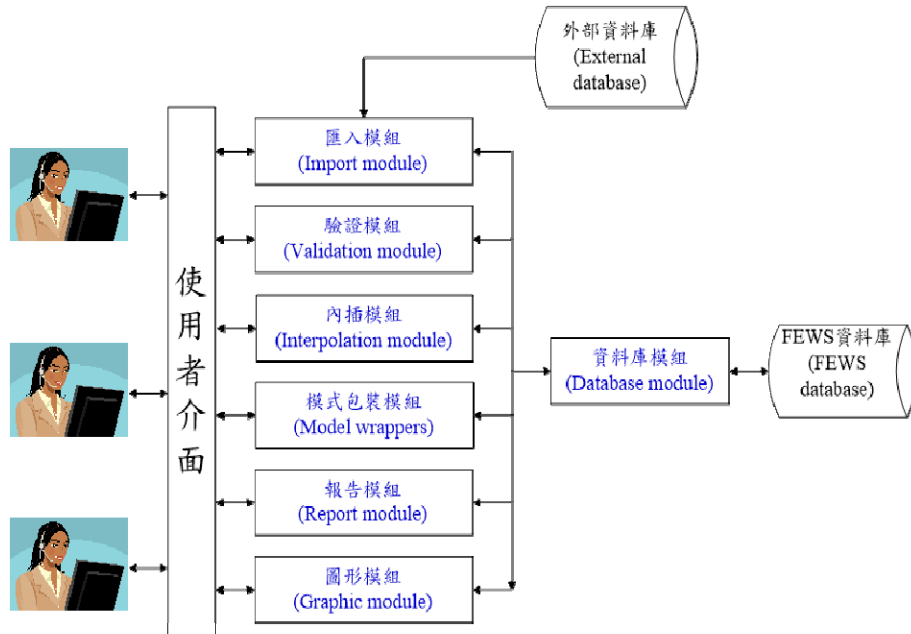 外部資料庫
(External
database)
匯入模組
(Import module)
驗證模組
(Validation module)
使用者介面
內插模組
(Interpolation module)
資料庫模組
(Database module)
FEWS資料庫
(FEWS
database)
模式包裝模組
(Model wrappers)
報告模組
(Report module)
圖形模組
(Graphic module)